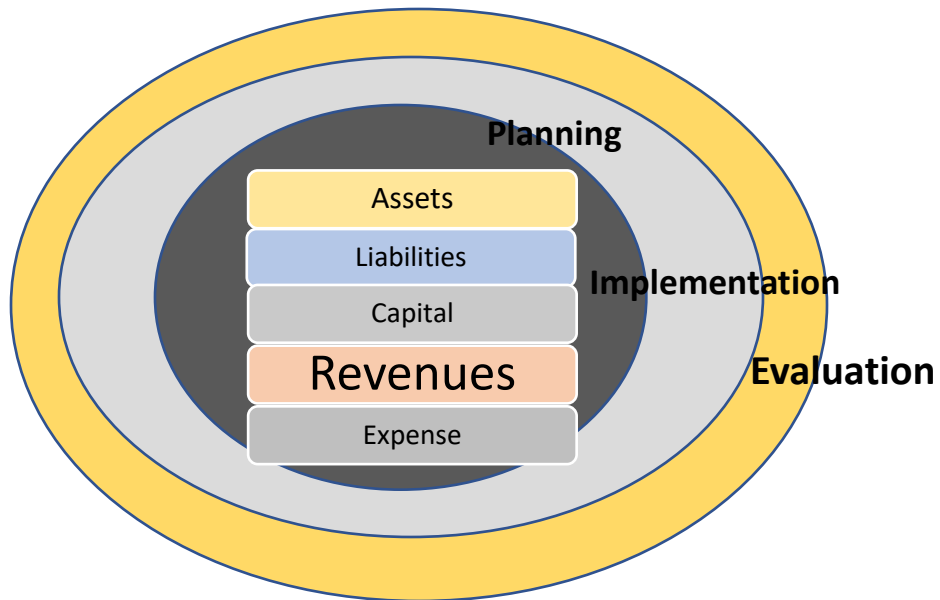 Planning
Assets
Liabilities
Implementation
Capital
Revenues
Evaluation
Expense